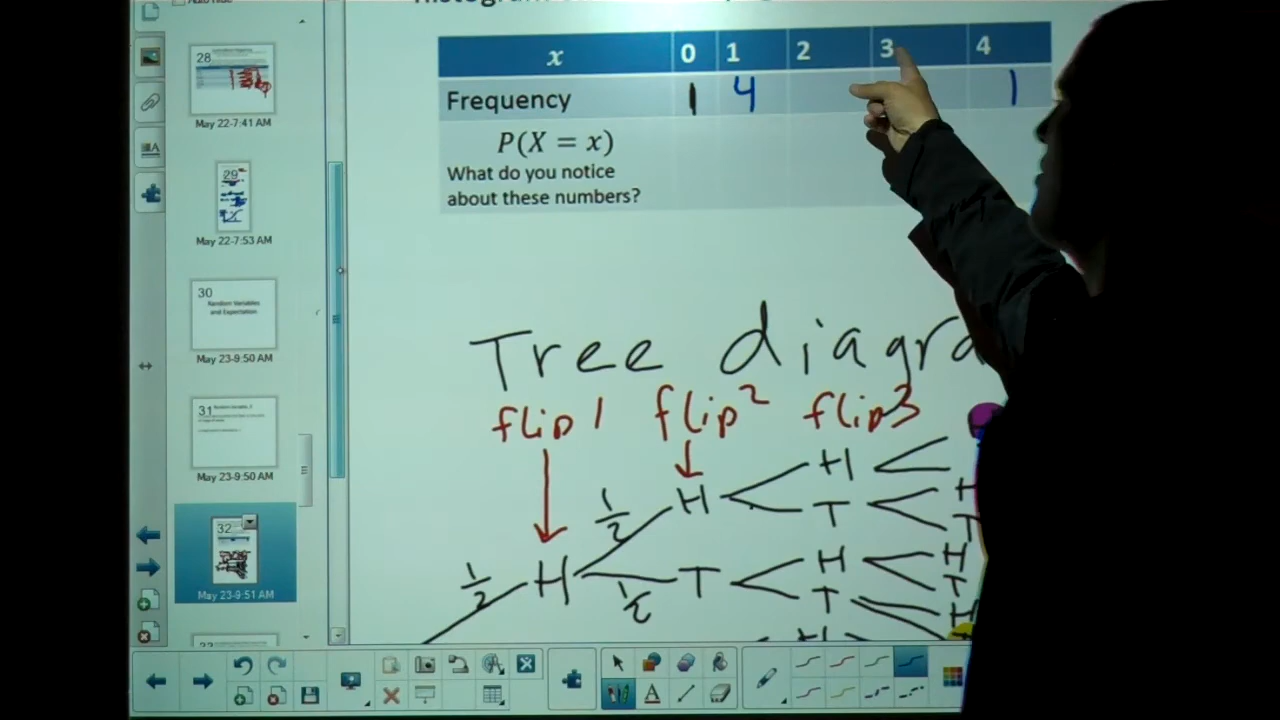 28
May 22-7:41 AM
29
May 22-7:53 AM
30
Random Variables
and Expectation
May 23-9:50 AM
31
May 23-9:50 AM
32
May 23-9:51 AM
x 0 1 2 3 4
Frequency 1 4 1
P(X = x)
What do you notice
about these numbers?
Tree diagra
flip 1 flip 2 flip 3
H
1/2 H T H
T
H H
1/2 H 1/2 T T T
H
H
A